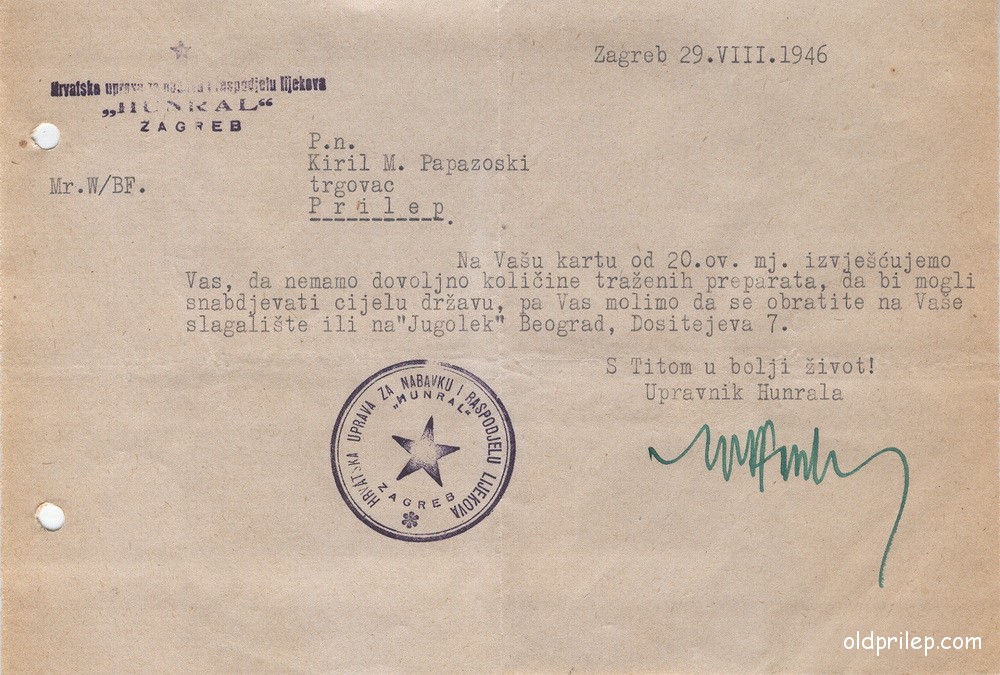 Zagreb 29.VIII.1946
Hrvatska uprava za nabavku i raspodjelu lijekova
„HUNRAL“
ZAGREB
P.n.
Kiril M. Papazoski
Mr.W/BF.
trgovac
Prilep.
Na Vašu kartu od 20.ov. mj. izvješćujemo
Vas, da nemamo dovoljno količine traženih preparata, da bi mogli
snabdjevati cijelu državu, pa Vas molimo da se obratite na Vaše
slagalište ili na"Jugolek" Beograd, Dositejeva 7.
S Titom u bolji život!
Upravnik Hunrala
HRVATSKA UPRAVA ZA NABAVKU I RASPODJELU LIJEKOVA
„HUNRAL“
ZAGREB
oldprilep.com